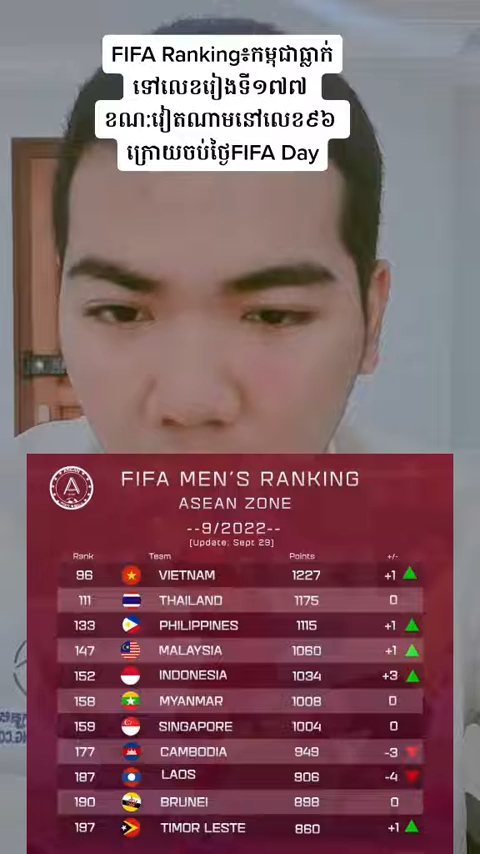 FIFA Ranking៖កម្ពុជាធ្លាក់
ទៅលេខរៀងទី១៧៧
ខណ:វៀតណាមនៅលេខ៩៦
ក្រោយចប់ថ្ងៃFIFA Day
FIFA MEN'S RANKING
ASEAN ZONE
--9/2022--
(Update: Sept 29)
Rank Team Points +/-
96 VIETNAM 1227 +1
111 THAILAND 1175 0
133 PHILIPPINES 1115 +1
147 MALAYSIA 1060 +1
152 INDONESIA 1034 +3
158 MYANMAR 1008 0
159 SINGAPORE 1004 0
177 CAMBODIA 949 -3
187 LAOS 906 -4
190 BRUNEI 898 0
197 TIMOR LESTE 860 +1